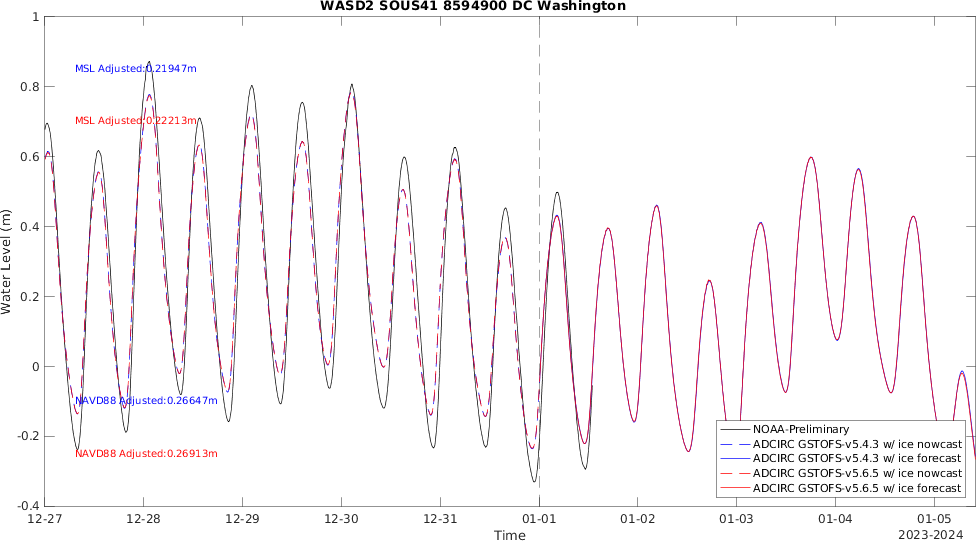 WASD2 SOUS41 8594900 DC Washington
1
0.8
0.6
0.4
0.2
0
-0.2
-0.4
Water Level (m)
MSL Adjusted:0.21947m
MSL Adjusted:0.22213m
NAVD88 Adjusted:0.26647m
NAVD88 Adjusted:0.26913m
NOAA-Preliminary
ADCIRC GSTOFS-v5.4.3 w/ ice nowcast
ADCIRC GSTOFS-v5.4.3 w/ ice forecast
ADCIRC GSTOFS-v5.6.5 w/ ice nowcast
ADCIRC GSTOFS-v5.6.5 w/ ice forecast
12-27 12-28 12-29 12-30 12-31 01-01 01-02 01-03 01-04 01-05
Time
2023-2024